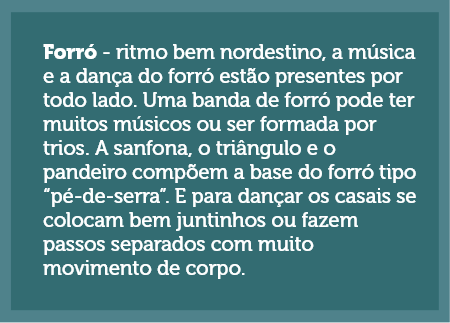 Forró - ritmo bem nordestino, a música
e a dança do forró estão presentes por
todo lado. Uma banda de forró pode ter
muitos músicos ou ser formada por
trios. A sanfona, o triângulo e o
pandeiro compõem a base do forró tipo
“pé-de-serra”. E para dançar os casais se
colocam bem juntinhos ou fazem
passos separados com muito
movimento de corpo.